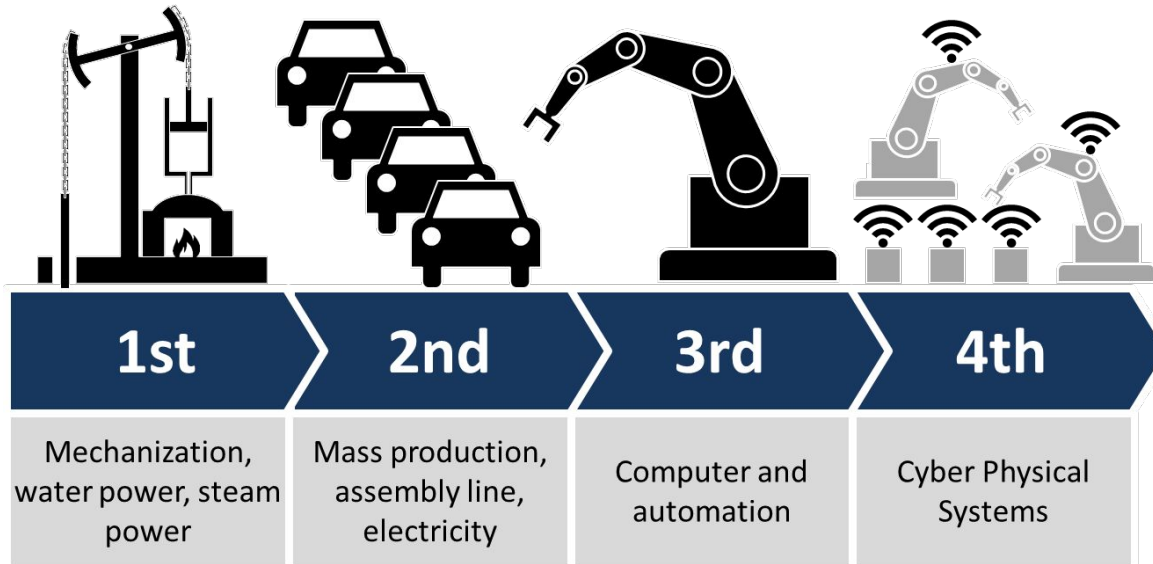 1st
2nd
3rd
4th
Mechanization,
water power, steam
power
Mass production,
assembly line,
electricity
Computer and
automation
Cyber Physical
Systems